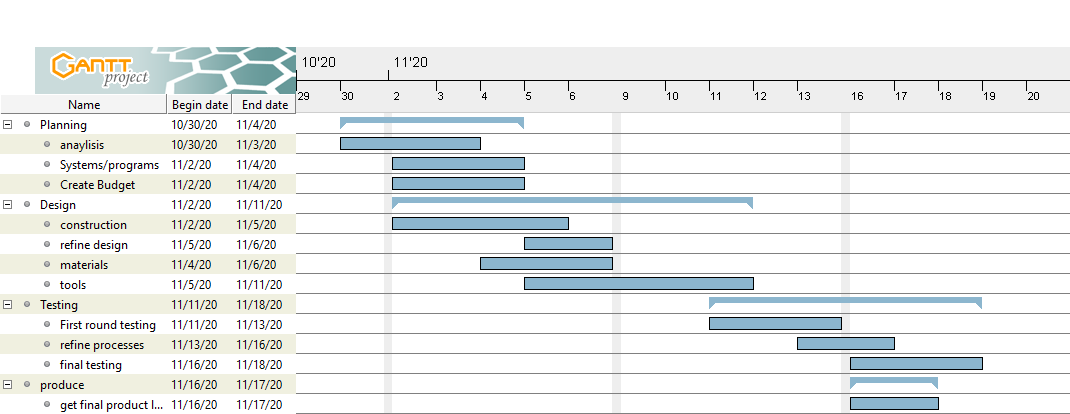 GANTT
project
10'20 11'20
29 30 2 3 4 5 6 9 10 11 12 13 16 17 18 19 20
Name Begin date End date
Planning 10/30/20 11/4/20
anaylisis 10/30/20 11/3/20
Systems/programs 11/2/20 11/4/20
Create Budget 11/2/20 11/4/20
Design 11/2/20 11/11/20
construction 11/2/20 11/5/20
refine design 11/5/20 11/6/20
materials 11/4/20 11/6/20
tools 11/5/20 11/11/20
Testing 11/11/20 11/18/20
First round testing 11/11/20 11/13/20
refine processes 11/13/20 11/16/20
final testing 11/16/20 11/18/20
produce 11/16/20 11/17/20
get final product l... 11/16/20 11/17/20